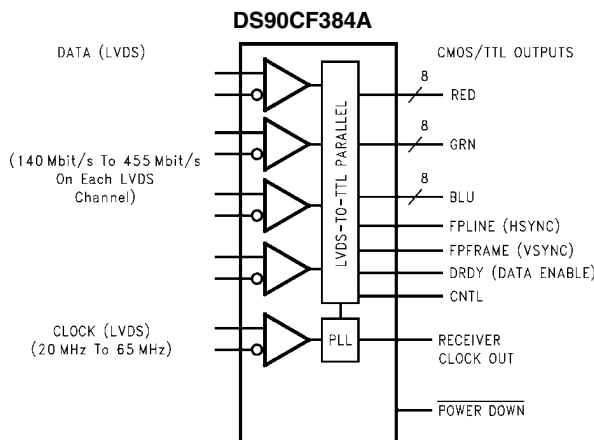 DS90CF384A
DATA (LVDS)
CMOS/TTL OUTPUTS
8
RED
8
GRN
(140 Mbit/s To 455 Mbit/s
On Each LVDS
Channel)
8
BLU
LVDS-TO-TTL PARALLEL
FPLINE (HSYNC)
FPFRAME (VSYNC)
DRDY (DATA ENABLE)
CNTL
CLOCK (LVDS)
(20 MHz To 65 MHz)
PLL
RECEIVER
CLOCK OUT
POWER DOWN